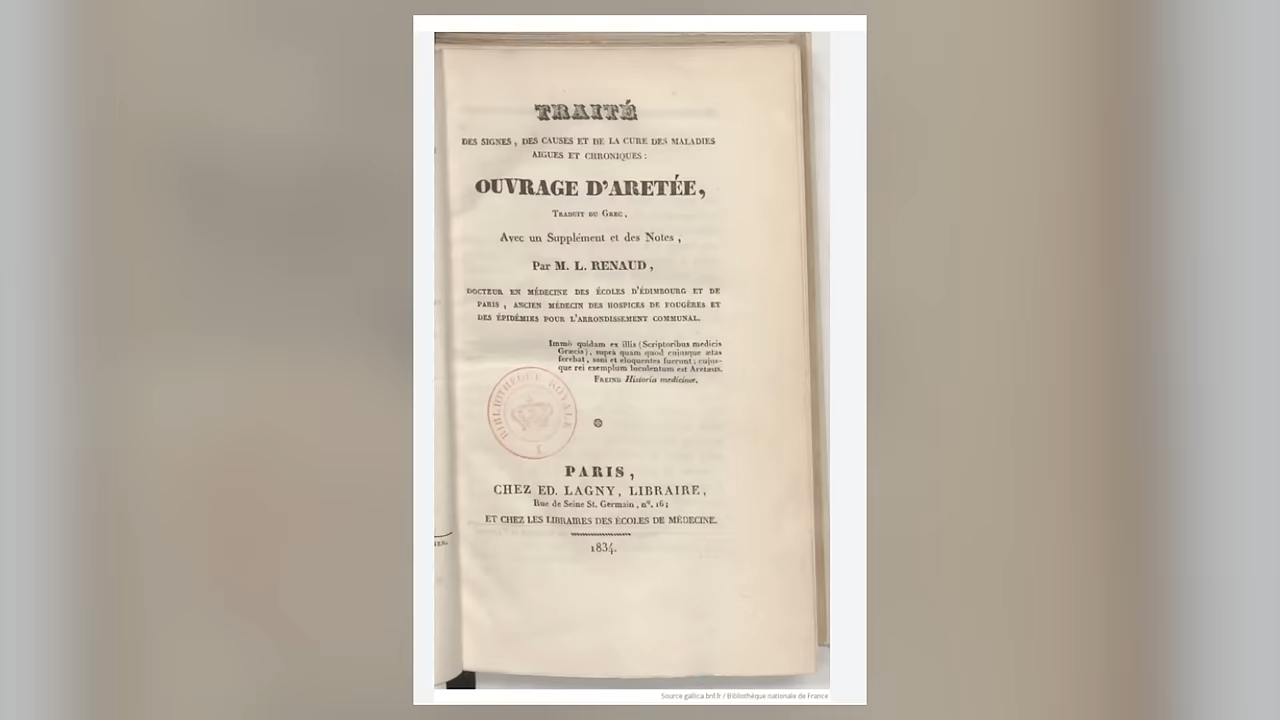 TRAITÉ
DES SIGNES, DES CAUSES ET DE LA CURE DES MALADIES
AIGUES ET CHRONIQUES:
OUVRAGE D'ARETÉE,
TRADUIT DU GREC,
Avec un Supplément et des Notes,
Par M. L. RENAUD,
DOCTEUR EN MÉDECINE DES ÉCOLES D'ÉDIMBOURG ET DE
PARIS, ANCIEN MÉDECIN DES HOSPICES DE FOUGÈRES ET
DES ÉPIDÉMIES POUR L'ARRONDISSEMENT COMMUNAL.
Immò quidam ex illis (Scriptoribus medicis
Græcis), suprà quam quod cujusque ætas
ferebat, soni et eloquentes fuerunt; cujus-
que rei exemplum luculentum est Aretæus.
FREIND Historia medicinæ.
BIBLIOTHÈQUE ROYALE
I
PARIS,
CHEZ ED. LAGNY, LIBRAIRE,
Rue de Seine St. Germain, nº. 16;
ET CHEZ LES LIBRAIRES DES ÉCOLES DE MÉDECINE.
1834.
Source gallica.bnf.fr / Bibliothèque nationale de France